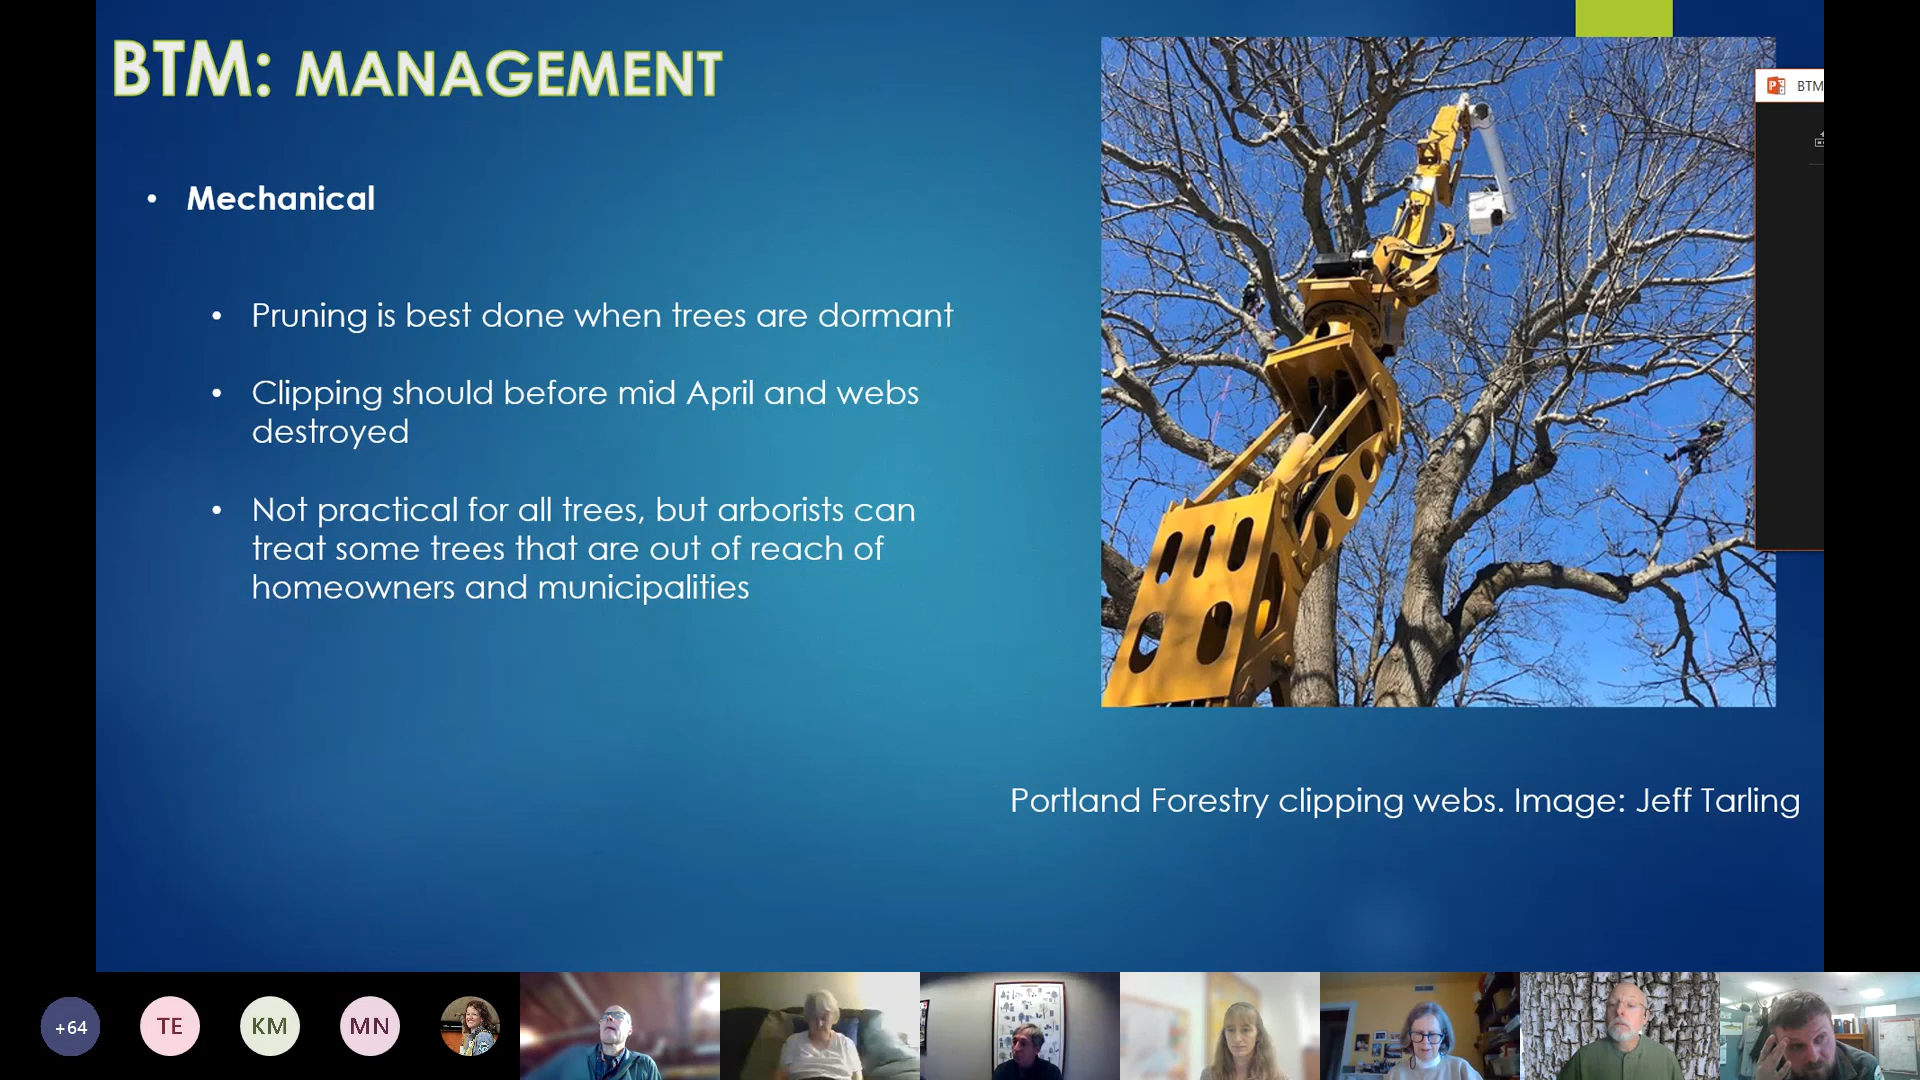 BTM: MANAGEMENT
BTM
• Mechanical
• Pruning is best done when trees are dormant
• Clipping should before mid April and webs
destroyed
• Not practical for all trees, but arborists can
treat some trees that are out of reach of
homeowners and municipalities
Portland Forestry clipping webs. Image: Jeff Tarling
+64
TE
KM
MN